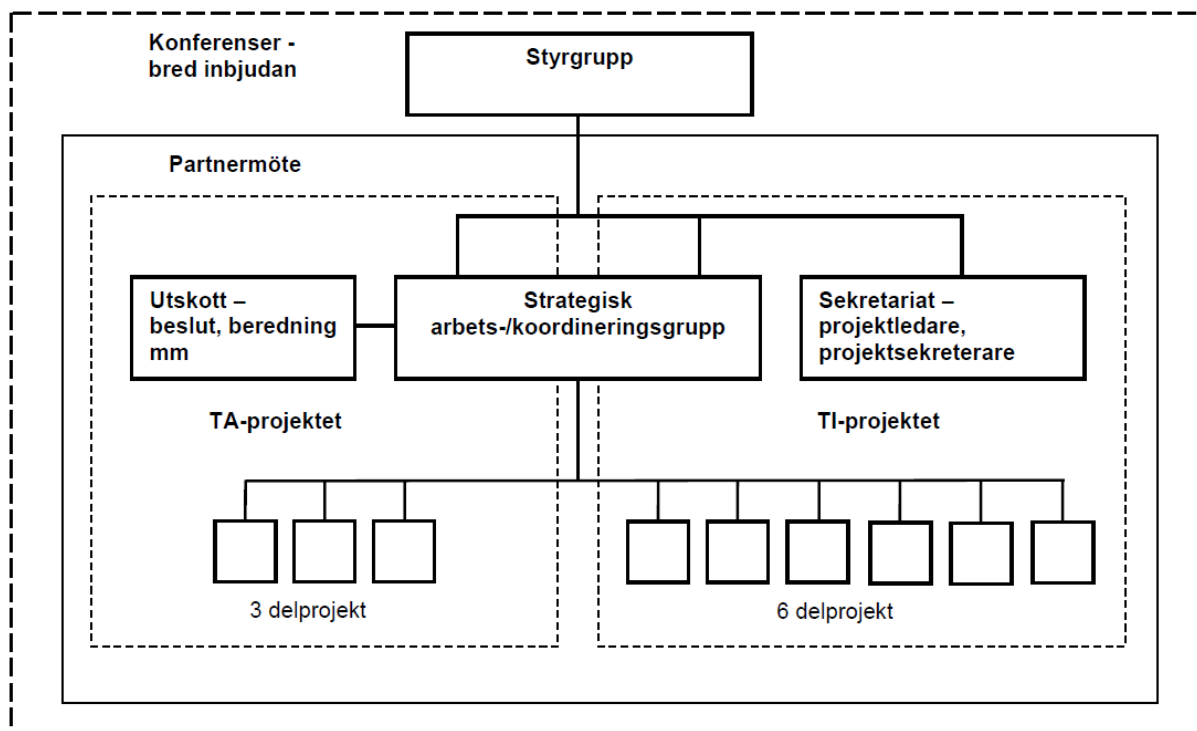 Konferenser -
bred inbjudan
Styrgrupp
Partnermöte
Utskott –
beslut, beredning
mm
Strategisk
arbets-/koordineringsgrupp
Sekretariat –
projektledare,
projektsekreterare
TA-projektet
TI-projektet
3 delprojekt
6 delprojekt